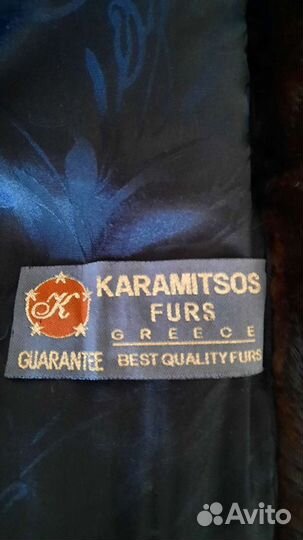 K
KARAMITSOS
FURS
GREECE
GUARANTEE BEST QUALITY FURS
Avito